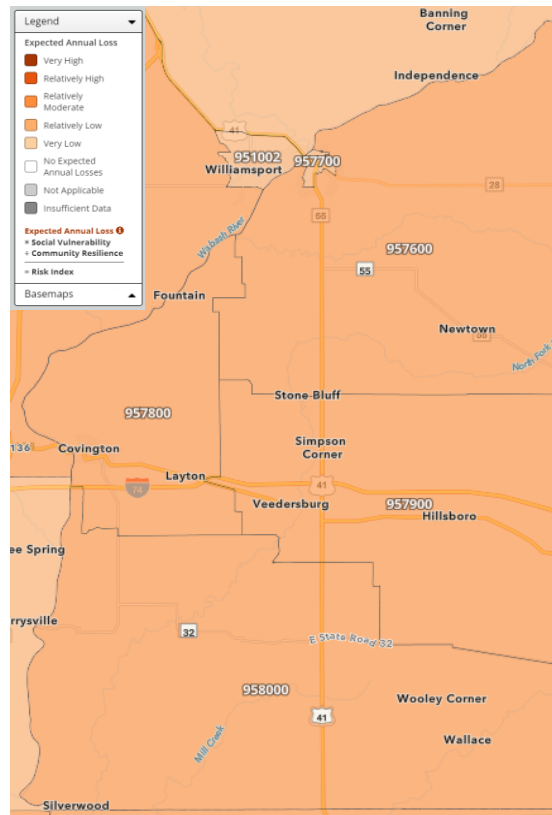 Legend
Expected Annual Loss
Very High
Relatively High
Relatively
Moderate
Relatively Low
Very Low
No Expected
Annual Losses
Not Applicable
Insufficient Data
Expected Annual Loss
× Social Vulnerability
÷ Community Resilience
= Risk Index
Basemaps
Banning
Corner
Independence
41
951002
957700
Williamsport
28
55
Wabash River
957600
55
Fountain
Newtown
North Fork
Stone Bluff
957800
Simpson
Corner
136
Covington
Layton
74
41
Veedersburg
957900
Hillsboro
ee Spring
rrysville
32
E State Road 32
958000
Wooley Corner
41
Mill Creek
Wallace
Silverwood